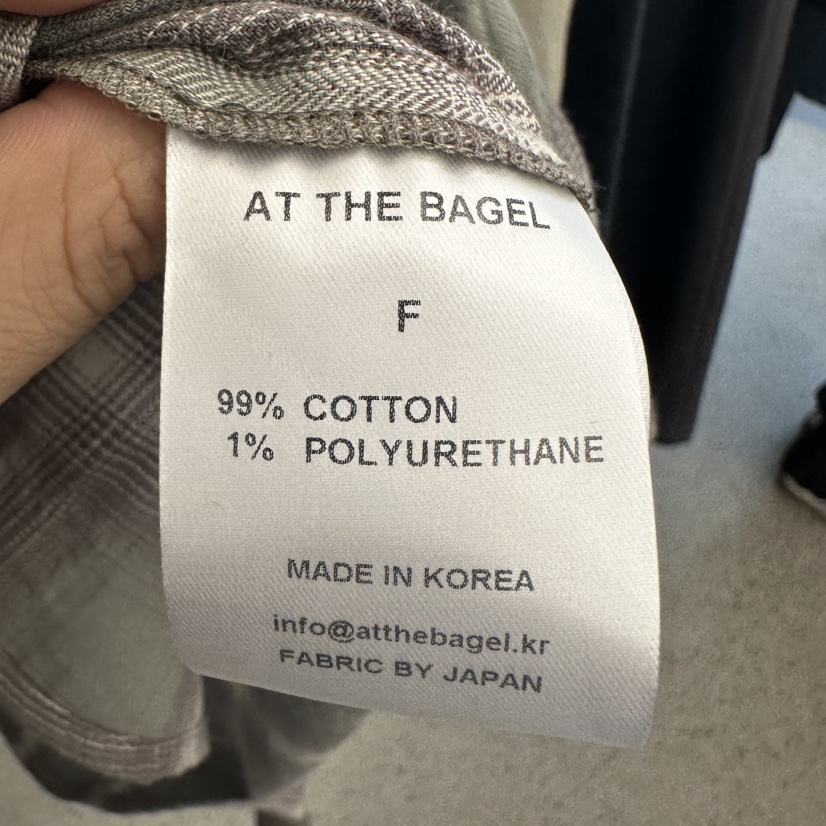 AT THE BAGEL
F
99% COTTON
1% POLYURETHANE
MADE IN KOREA
info@atthebagel.kr
FABRIC BY JAPAN